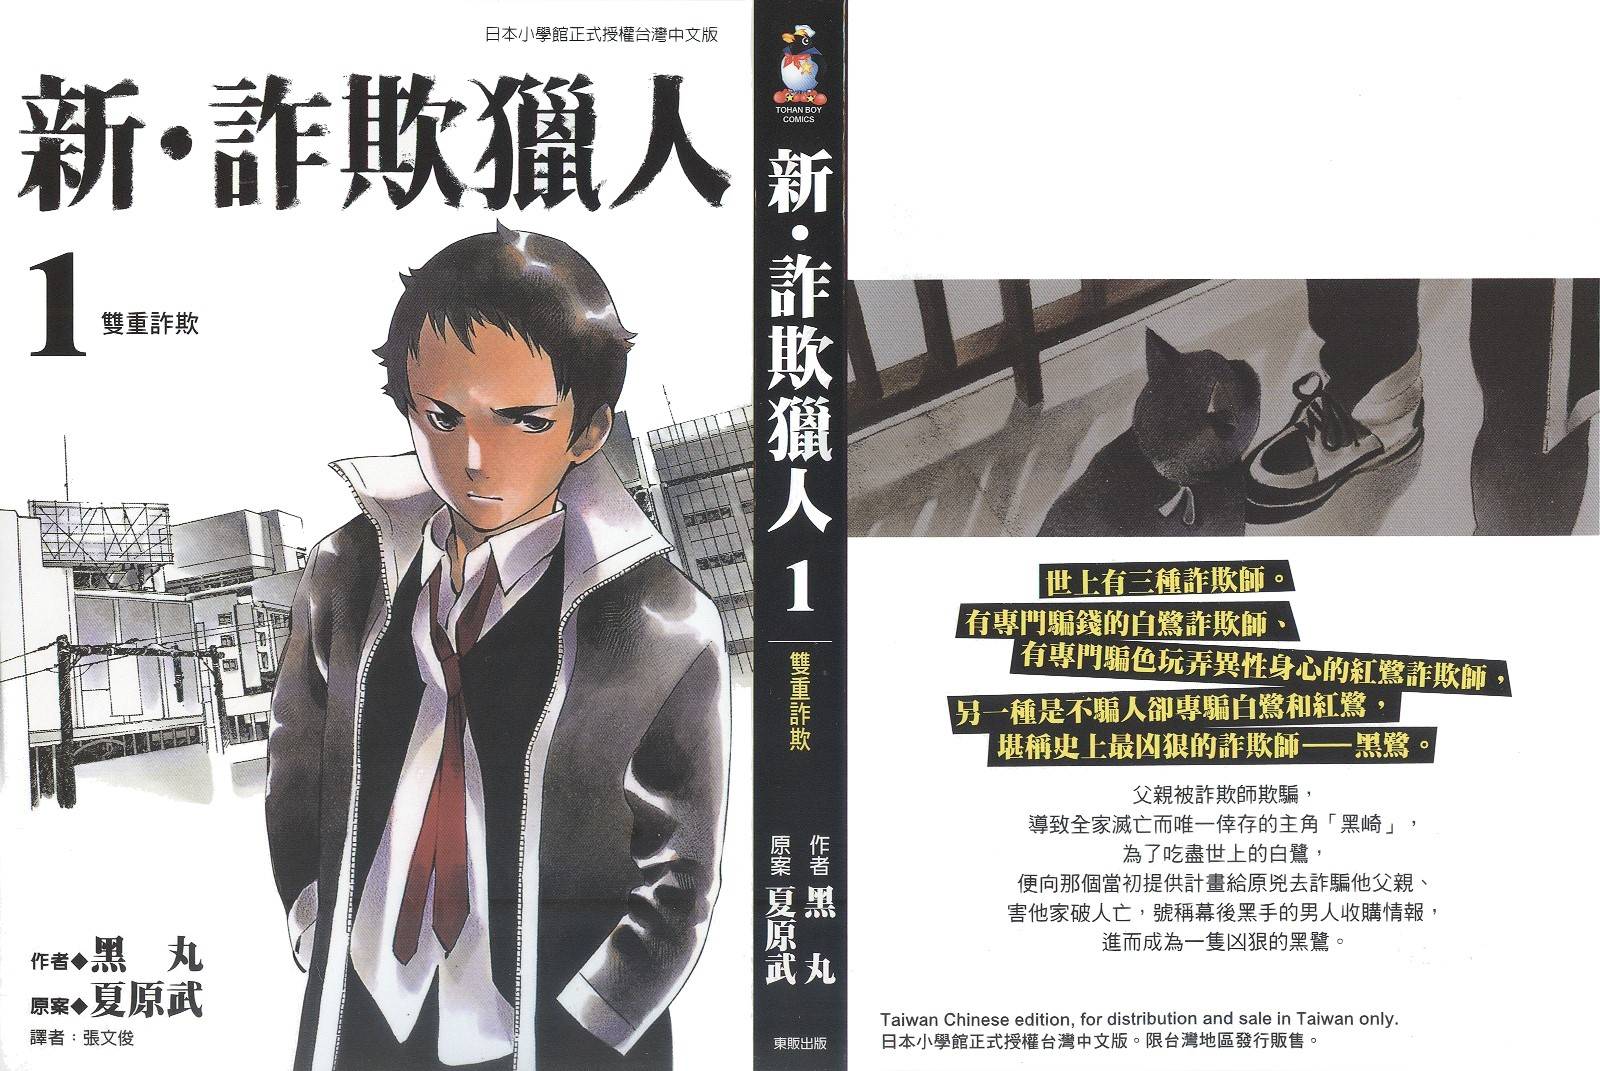 日本小學館正式授權台灣中文版
新・詐欺獵人
1
雙重詐欺
作者◆黑 丸
原案◆夏原武
譯者：張文俊
TOHAN BOY
COMICS
新・詐欺獵人
1
雙重詐欺
作者 黑 丸
原案 夏原武
東販出版
世上有三種詐欺師。
有專門騙錢的白鷺詐欺師、
有專門騙色玩弄異性身心的紅鷺詐欺師，
另一種是不騙人卻專騙白鷺和紅鷺，
堪稱史上最凶狠的詐欺師——黑鷺。
父親被詐欺師欺騙，
導致全家滅亡而唯一倖存的主角「黑崎」，
為了吃盡世上的白鷺，
便向那個當初提供計畫給原兇去詐騙他父親、
害他家破人亡，號稱幕後黑手的男人收購情報，
進而成為一隻凶狠的黑鷺。
Taiwan Chinese edition, for distribution and sale in Taiwan only.
日本小學館正式授權台灣中文版。限台灣地區發行販售。